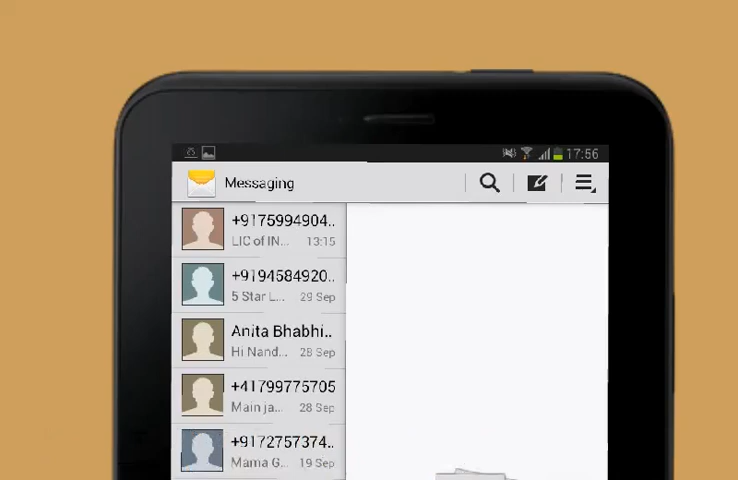 17:56
Messaging
+9175994904..
LIC of IN... 13:15
+9194584920..
5 Star L... 29 Sep
Anita Bhabhi..
Hi Nand... 28 Sep
+41799775705
Main ja... 28 Sep
+9172757374..
Mama G... 19 Sep